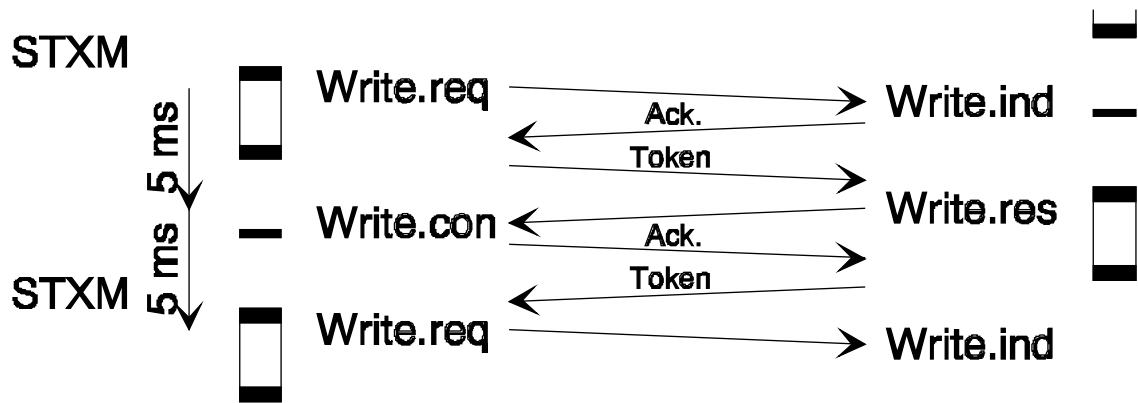 STXM
Write.req
Write.ind
Ack.
5 ms
Token
Write.con
Write.res
Ack.
5 ms
STXM
Token
Write.req
Write.ind